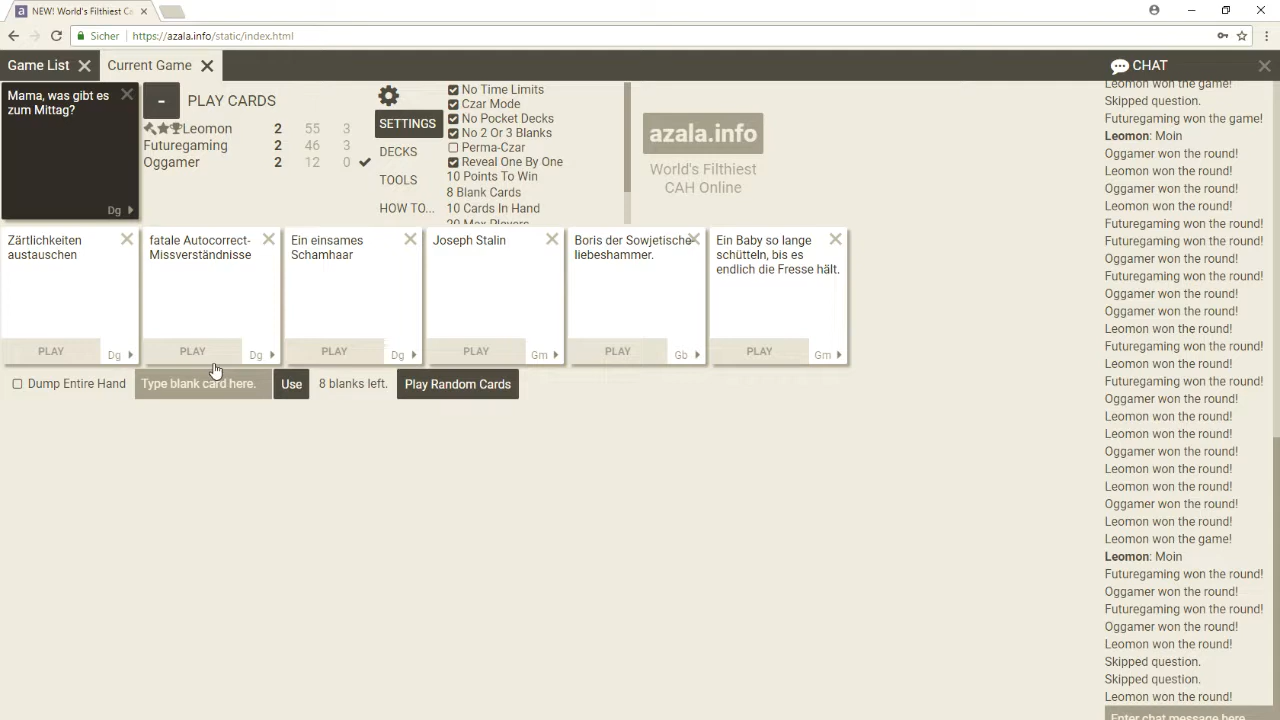 NEW! World's Filthiest C
Sicher
https://azala.info/static/index.html
Game List
Current Game
CHAT
Mama, was gibt es
zum Mittag?
Dg
-
PLAY CARDS
Leomon 2 55 3
Futuregaming 2 46 3
Oggamer 2 12 0
SETTINGS
DECKS
TOOLS
HOW TO...
No Time Limits
Czar Mode
No Pocket Decks
No 2 Or 3 Blanks
Perma-Czar
Reveal One By One
10 Points To Win
8 Blank Cards
10 Cards In Hand
20 Max Players
azala.info
World's Filthiest
CAH Online
Zärtlichkeiten
austauschen
PLAY
Dg
fatale Autocorrect-
Missverständnisse
PLAY
Dg
Ein einsames
Schamhaar
PLAY
Dg
Joseph Stalin
PLAY
Gm
Boris der Sowjetische-
liebeshammer.
PLAY
Gb
Ein Baby so lange
schütteln, bis es
endlich die Fresse hält.
PLAY
Gm
Dump Entire Hand
Type blank card here.
Use
8 blanks left.
Play Random Cards
Leomon won the game!
Skipped question.
Futuregaming won the game!
Leomon: Moin
Oggamer won the round!
Leomon won the round!
Oggamer won the round!
Leomon won the round!
Futuregaming won the round!
Futuregaming won the round!
Oggamer won the round!
Futuregaming won the round!
Oggamer won the round!
Oggamer won the round!
Leomon won the round!
Futuregaming won the round!
Leomon won the round!
Futuregaming won the round!
Oggamer won the round!
Leomon won the round!
Leomon won the round!
Oggamer won the round!
Leomon won the round!
Leomon won the round!
Oggamer won the round!
Leomon won the round!
Leomon won the game!
Leomon: Moin
Futuregaming won the round!
Oggamer won the round!
Futuregaming won the round!
Oggamer won the round!
Leomon won the round!
Skipped question.
Skipped question.
Leomon won the round!
Enter chat message here